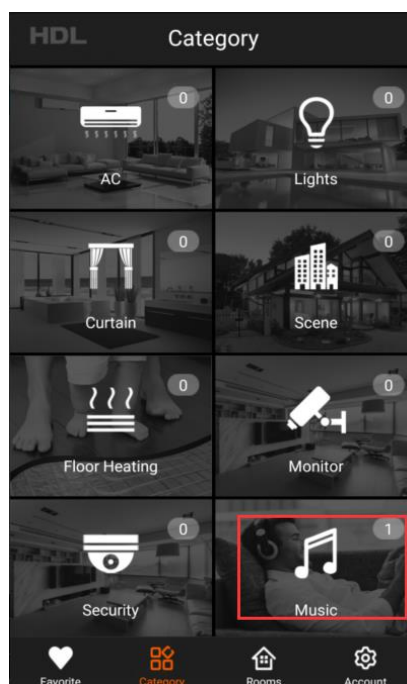 HDL
Category
0
0
AC
Lights
0
0
Curtain
Scene
0
0
Floor Heating
Monitor
0
1
Security
Music
Favorite
Category
Rooms
Account